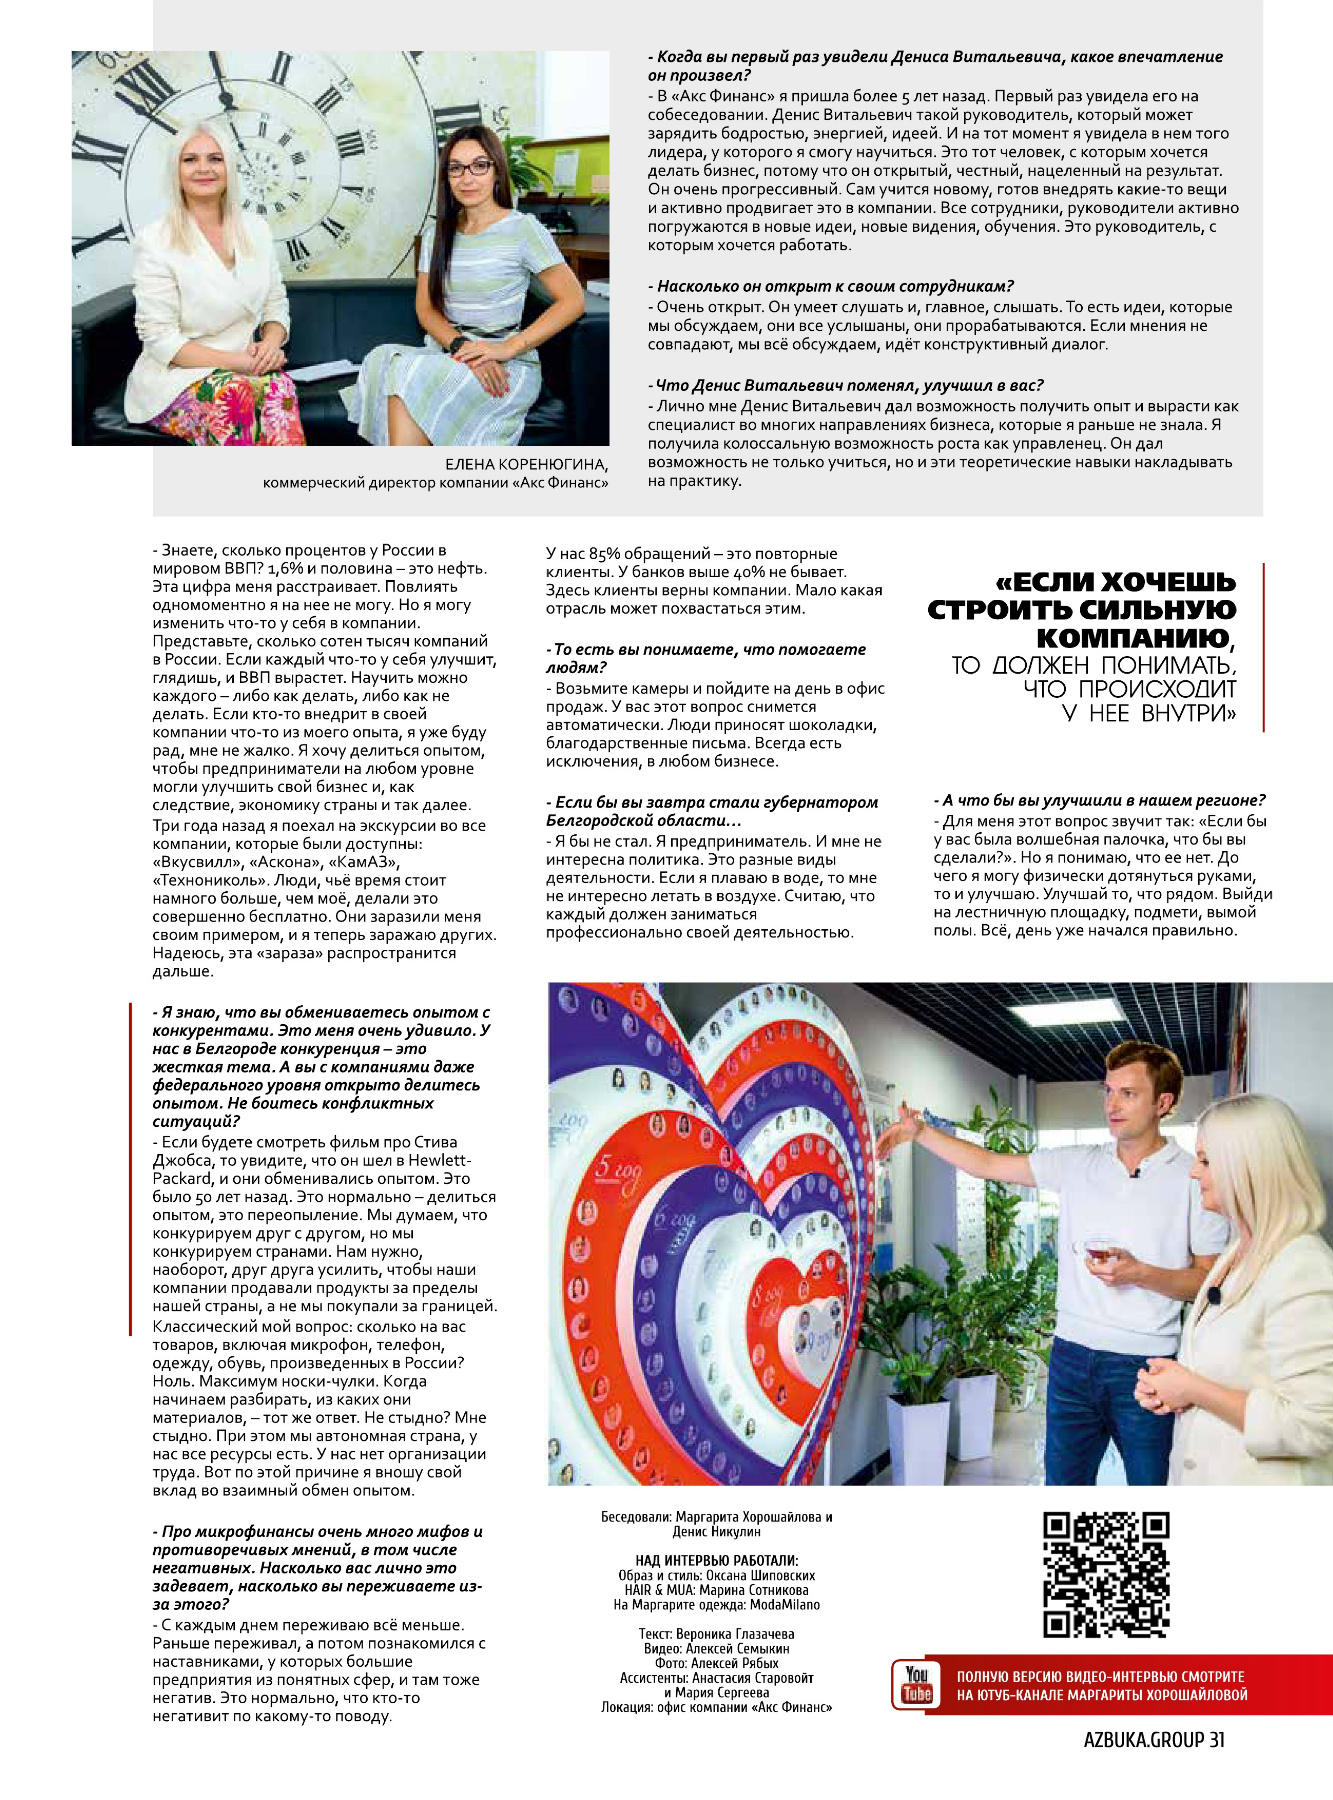 - Когда вы первый раз увидели Дениса Витальевича, какое впечатление
он произвел?
- В «Акс Финанс» я пришла более 5 лет назад. Первый раз увидела его на
собеседовании. Денис Витальевич такой руководитель, который может
зарядить бодростью, энергией, идеей. И на тот момент я увидела в нем того
лидера, у которого я смогу научиться. Это тот человек, с которым хочется
делать бизнес, потому что он открытый, честный, нацеленный на результат.
Он очень прогрессивный. Сам учится новому, готов внедрять какие-то вещи
и активно продвигает это в компании. Все сотрудники, руководители активно
погружаются в новые идеи, новые видения, обучения. Это руководитель, с
которым хочется работать.
- Насколько он открыт к своим сотрудникам?
- Очень открыт. Он умеет слушать и, главное, слышать. То есть идеи, которые
мы обсуждаем, они все услышаны, они прорабатываются. Если мнения не
совпадают, мы всё обсуждаем, идёт конструктивный диалог.
- Что Денис Витальевич поменял, улучшил в вас?
- Лично мне Денис Витальевич дал возможность получить опыт и вырасти как
специалист во многих направлениях бизнеса, которые я раньше не знала. Я
получила колоссальную возможность роста как управленец. Он дал
возможность не только учиться, но и эти теоретические навыки накладывать
на практику.
ЕЛЕНА КОРЕНЮГИНА,
коммерческий директор компании «Акс Финанс»
- Знаете, сколько процентов у России в
мировом ВВП? 1,6% и половина – это нефть.
Эта цифра меня расстраивает. Повлиять
одномоментно я на нее не могу. Но я могу
изменить что-то у себя в компании.
Представьте, сколько сотен тысяч компаний
в России. Если каждый что-то у себя улучшит,
глядишь, и ВВП вырастет. Научить можно
каждого – либо как делать, либо как не
делать. Если кто-то внедрит в своей
компании что-то из моего опыта, я уже буду
рад, мне не жалко. Я хочу делиться опытом,
чтобы предприниматели на любом уровне
могли улучшить свой бизнес и, как
следствие, экономику страны и так далее.
Три года назад я поехал на экскурсии во все
компании, которые были доступны:
«Вкусвилл», «Аскона», «КамАЗ»,
«Технониколь». Люди, чьё время стоит
намного больше, чем моё, делали это
совершенно бесплатно. Они заразили меня
своим примером, и я теперь заражаю других.
Надеюсь, эта «зараза» распространится
дальше.
- Я знаю, что вы обмениваетесь опытом с
конкурентами. Это меня очень удивило. У
нас в Белгороде конкуренция – это
жесткая тема. А вы с компаниями даже
федерального уровня открыто делитесь
опытом. Не боитесь конфликтных
ситуаций?
- Если будете смотреть фильм про Стива
Джобса, то увидите, что он шел в Hewlett-
Packard, и они обменивались опытом. Это
было 50 лет назад. Это нормально – делиться
опытом, это переопыление. Мы думаем, что
конкурируем друг с другом, но мы
конкурируем странами. Нам нужно,
наоборот, друг друга усилить, чтобы наши
компании продавали продукты за пределы
нашей страны, а не мы покупали за границей.
Классический мой вопрос: сколько на вас
товаров, включая микрофон, телефон,
одежду, обувь, произведенных в России?
Ноль. Максимум носки-чулки. Когда
начинаем разбирать, из каких они
материалов, – тот же ответ. Не стыдно? Мне
стыдно. При этом мы автономная страна, у
нас все ресурсы есть. У нас нет организации
труда. Вот по этой причине я вношу свой
вклад во взаимный обмен опытом.
- Про микрофинансы очень много мифов и
противоречивых мнений, в том числе
негативных. Насколько вас лично это
задевает, насколько вы переживаете из-
за этого?
- С каждым днем переживаю всё меньше.
Раньше переживал, а потом познакомился с
наставниками, у которых большие
предприятия из понятных сфер, и там тоже
негатив. Это нормально, что кто-то
негативит по какому-то поводу.
У нас 85% обращений – это повторные
клиенты. У банков выше 40% не бывает.
Здесь клиенты верны компании. Мало какая
отрасль может похвастаться этим.
- То есть вы понимаете, что помогаете
людям?
- Возьмите камеры и пойдите на день в офис
продаж. У вас этот вопрос снимется
автоматически. Люди приносят шоколадки,
благодарственные письма. Всегда есть
исключения, в любом бизнесе.
- Если бы вы завтра стали губернатором
Белгородской области...
- Я бы не стал. Я предприниматель. И мне не
интересна политика. Это разные виды
деятельности. Если я плаваю в воде, то мне
не интересно летать в воздухе. Считаю, что
каждый должен заниматься
профессионально своей деятельностью.
«ЕСЛИ ХОЧЕШЬ
СТРОИТЬ СИЛЬНУЮ
КОМПАНИЮ,
ТО ДОЛЖЕН ПОНИМАТЬ,
ЧТО ПРОИСХОДИТ
У НЕЕ ВНУТРИ»
- А что бы вы улучшили в нашем регионе?
- Для меня этот вопрос звучит так: «Если бы
у вас была волшебная палочка, что бы вы
сделали?». Но я понимаю, что ее нет. До
чего я могу физически дотянуться руками,
то и улучшаю. Улучшай то, что рядом. Выйди
на лестничную площадку, подмети, вымой
полы. Всё, день уже начался правильно.
год
5 год
6 год
8 год
9 год
Беседовали: Маргарита Хорошайлова и
Денис Никулин
НАД ИНТЕРВЬЮ РАБОТАЛИ:
Образ и стиль: Оксана Шиповских
HAIR & MUA: Марина Сотникова
На Маргарите одежда: ModaMilano
Текст: Вероника Глазачева
Видео: Алексей Семыкин
Фото: Алексей Рябых
Ассистенты: Анастасия Старовойт
и Мария Сергеева
Локация: офис компании «Акс Финанс»
You
Tube
ПОЛНУЮ ВЕРСИЮ ВИДЕО-ИНТЕРВЬЮ СМОТРИТЕ
НА ЮТУБ-КАНАЛЕ МАРГАРИТЫ ХОРОШАЙЛОВОЙ
AZBUKA.GROUP 31